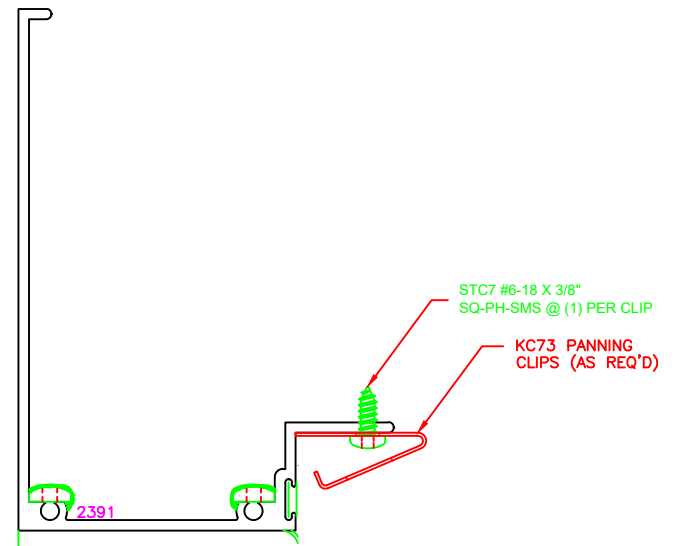 STC7 #6-18 X 3/8"
SQ-PH-SMS @ (1) PER CLIP
KC73 PANNING
CLIPS (AS REQ'D)
2391